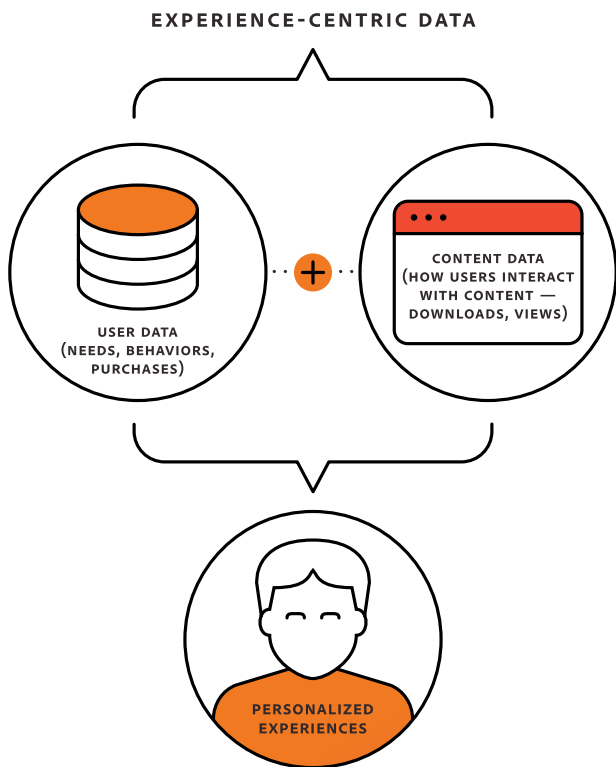 EXPERIENCE-CENTRIC DATA
USER DATA
(NEEDS, BEHAVIORS,
PURCHASES)
+
CONTENT DATA
(HOW USERS INTERACT
WITH CONTENT —
DOWNLOADS, VIEWS)
PERSONALIZED
EXPERIENCES